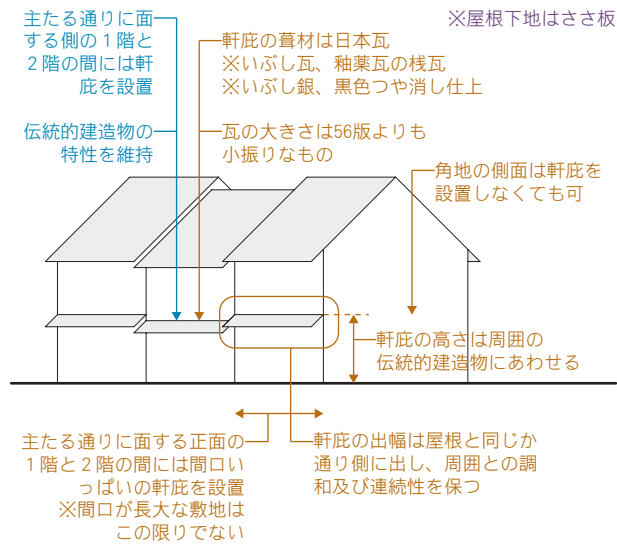 主たる通りに面
する側の１階と
２階の間には軒
庇を設置
伝統的建造物の
特性を維持
軒庇の葺材は日本瓦
※いぶし瓦、釉薬瓦の桟瓦
※いぶし銀、黒色つや消し仕上
瓦の大きさは56版よりも
小振りなもの
※屋根下地はささ板
角地の側面は軒庇を
設置しなくても可
軒庇の高さは周囲の
伝統的建造物にあわせる
主たる通りに面する正面の
１階と２階の間には間口い
っぱいの軒庇を設置
※間口が長大な敷地は
この限りでない
軒庇の出幅は屋根と同じか
通り側に出し、周囲との調
和及び連続性を保つ